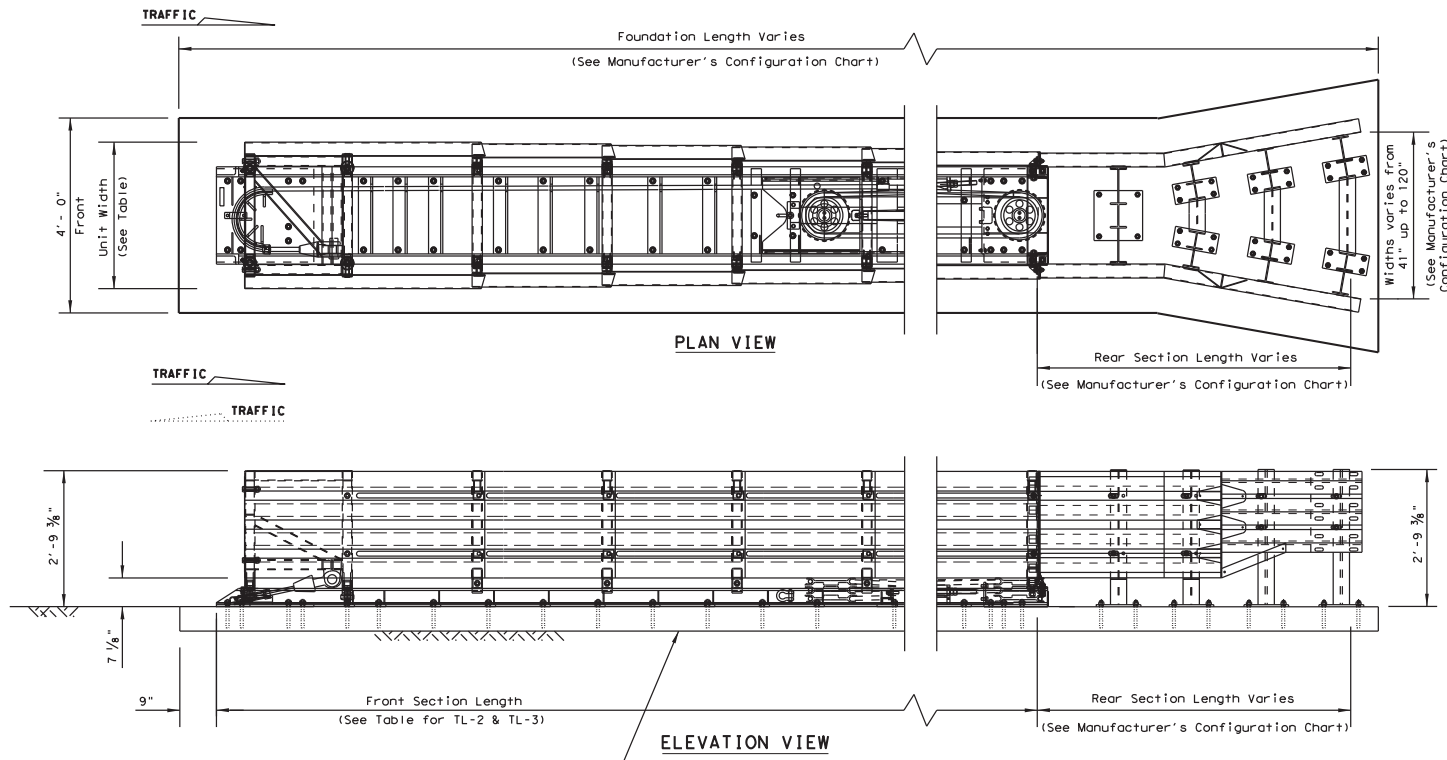 TRAFFIC
Foundation Length Varies
(See Manufacturer's Configuration Chart)
4'- 0"
Front
Unit Width
(See Table)
Widths varies from
41" up to 120"
(See Manufacturer's
Configuration Chart)
PLAN VIEW
Rear Section Length Varies
(See Manufacturer's Configuration Chart)
TRAFFIC
TRAFFIC
2'-9 ⅜"
7 ⅛"
2'-9 ⅜"
9"
Front Section Length
(See Table for TL-2 & TL-3)
Rear Section Length Varies
(See Manufacturer's Configuration Chart)
ELEVATION VIEW